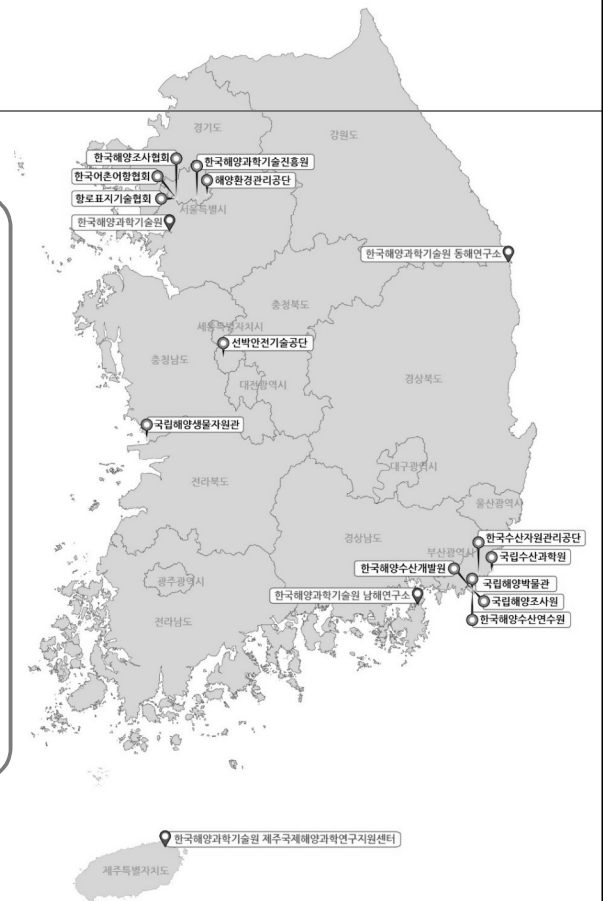 경기도
강원도
한국해양조사협회
한국해양과학기술진흥원
한국어촌어항협회
해양환경관리공단
항로표지기술협회
서울특별시
한국해양과학기술원
한국해양과학기술원 동해연구소
충청북도
세종특별자치시
선박안전기술공단
충청남도
대전광역시
경상북도
국립해양생물자원관
대구광역시
전라북도
울산광역시
경상남도
부산광역시
한국수산자원관리공단
국립수산과학원
한국해양수산개발원
광주광역시
국립해양박물관
한국해양과학기술원 남해연구소
국립해양조사원
전라남도
한국해양수산연수원
한국해양과학기술원 제주국제해양과학연구지원센터
제주특별자치도